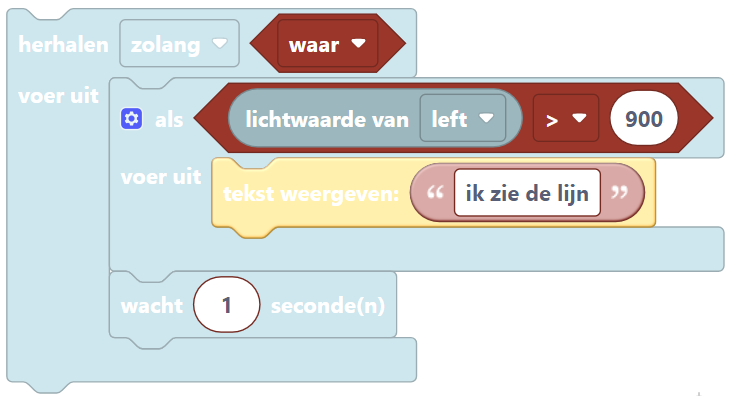 herhalen zolang waar
voer uit
als lichtwaarde van left > 900
voer uit
tekst weergeven: “ ik zie de lijn ”
wacht 1 seconde(n)